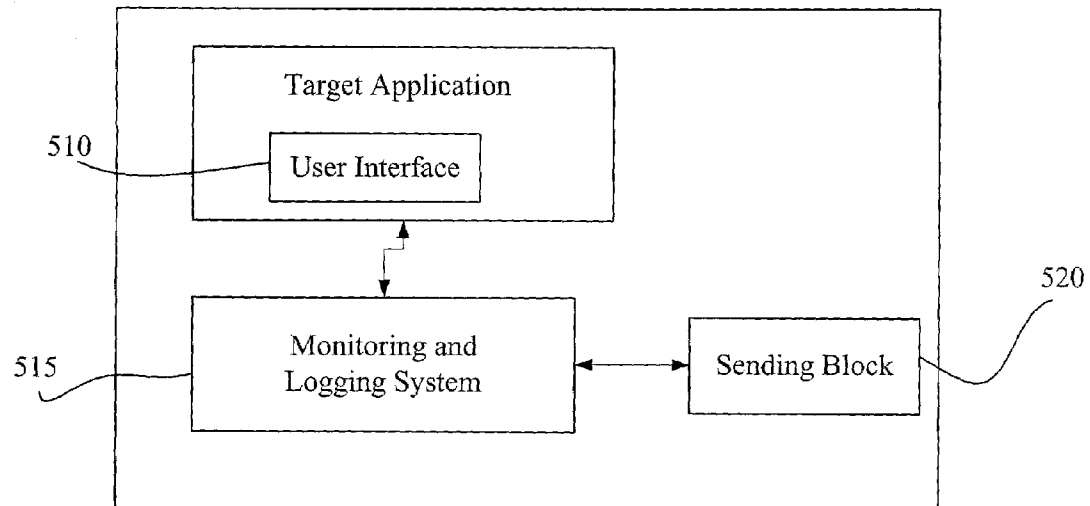 Target Application
510
User Interface
520
Monitoring and
Logging System
Sending Block
515